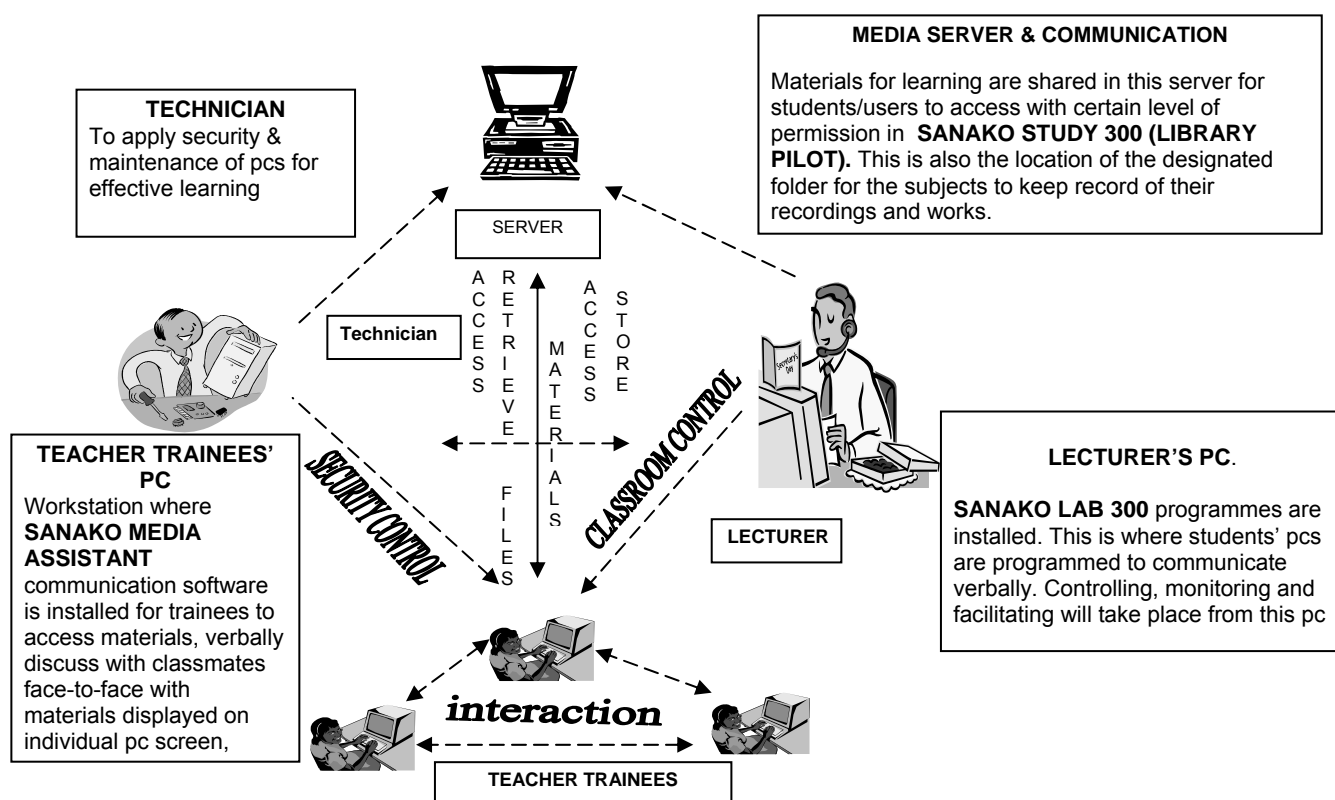 MEDIA SERVER & COMMUNICATION
Materials for learning are shared in this server for
students/users to access with certain level of
permission in SANAKO STUDY 300 (LIBRARY
PILOT). This is also the location of the designated
folder for the subjects to keep record of their
recordings and works.
TECHNICIAN
To apply security &
maintenance of pcs for
effective learning
SERVER
ACCESS
RETRIEVE
FILES
MATERIALS
ACCESS
STORE
Technician
Secretary's
Day
SECURITY CONTROL
CLASSROOM CONTROL
LECTURER
TEACHER TRAINEES'
PC
Workstation where
SANAKO MEDIA
ASSISTANT
communication software
is installed for trainees to
access materials, verbally
discuss with classmates
face-to-face with
materials displayed on
individual pc screen,
LECTURER'S PC.
SANAKO LAB 300 programmes are
installed. This is where students' pcs
are programmed to communicate
verbally. Controlling, monitoring and
facilitating will take place from this pc
interaction
TEACHER TRAINEES